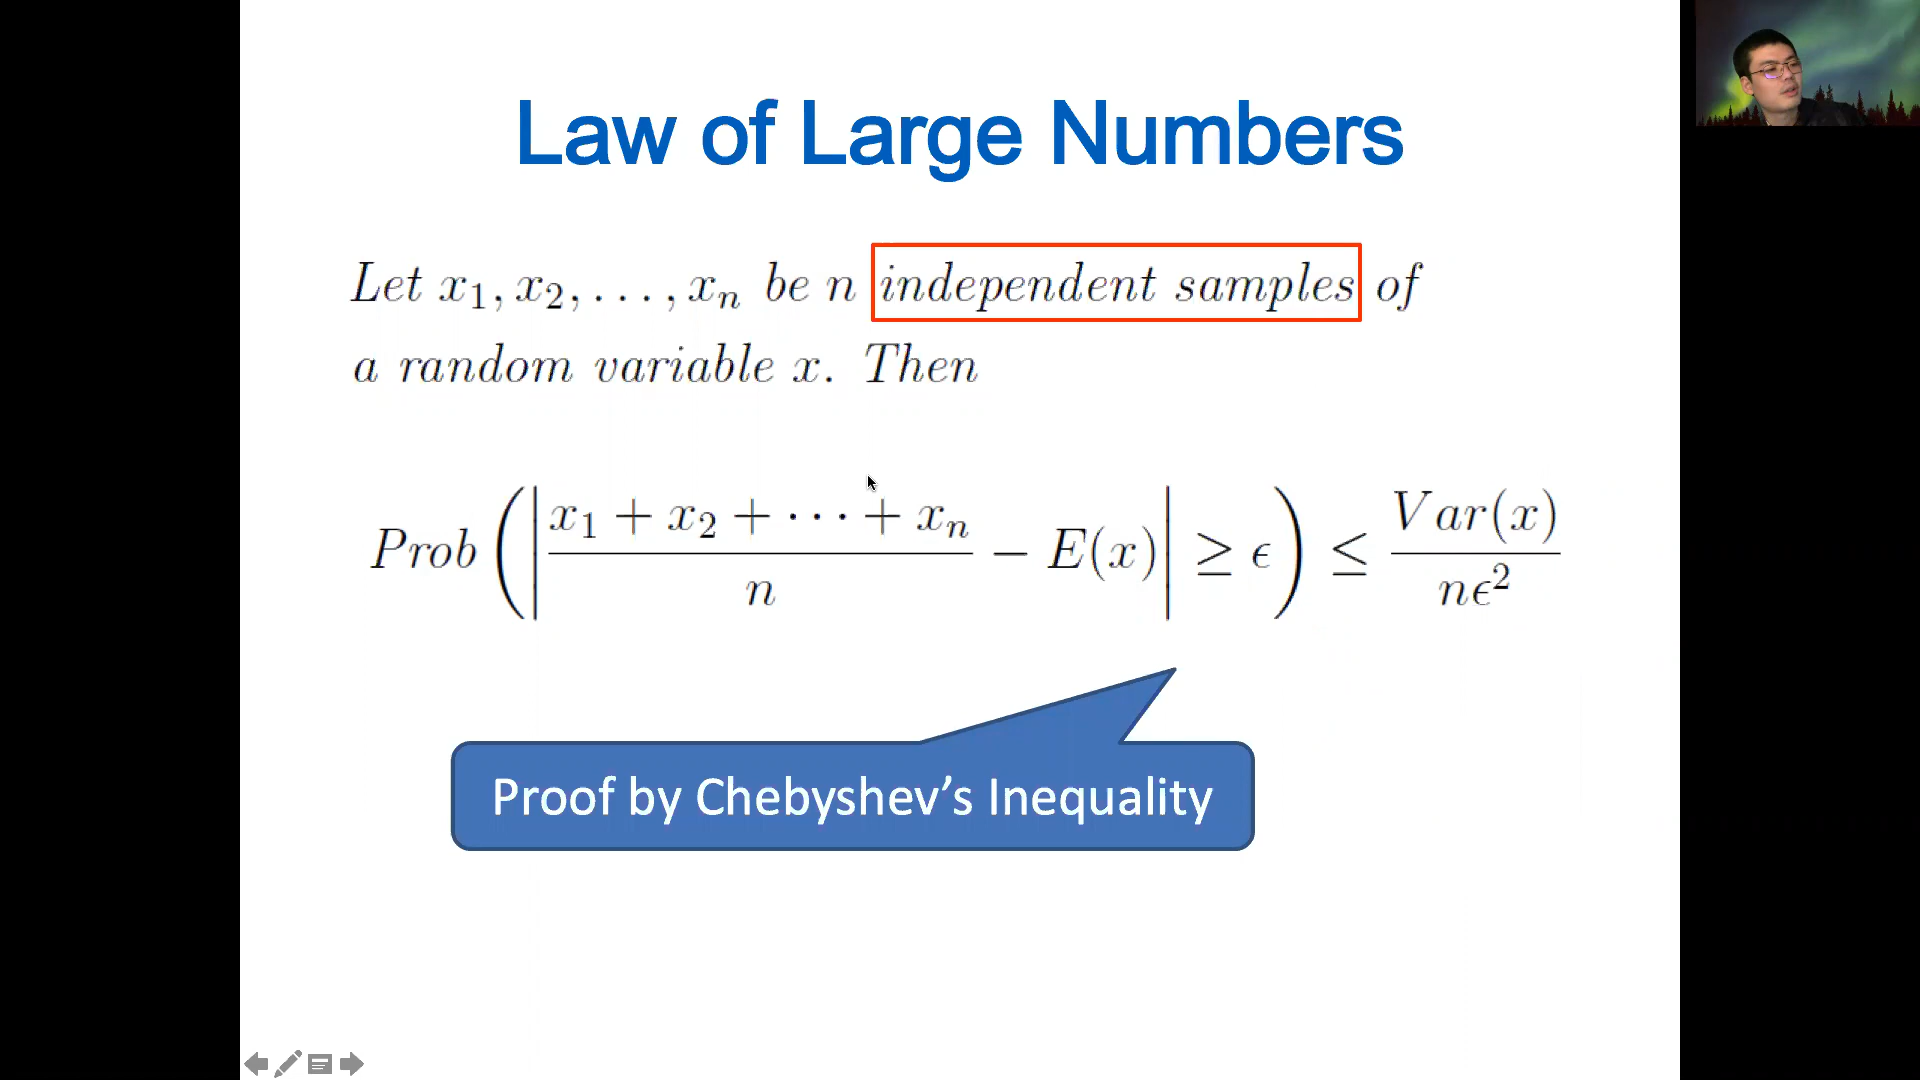 Law of Large Numbers
Let x₁, x₂, . . . , xₙ be n independent samples of
a random variable x. Then
Prob (| (x₁ + x₂ + · · · + xₙ) / n − E(x) | ≥ ϵ) ≤ Var(x) / nϵ²
Proof by Chebyshev’s Inequality